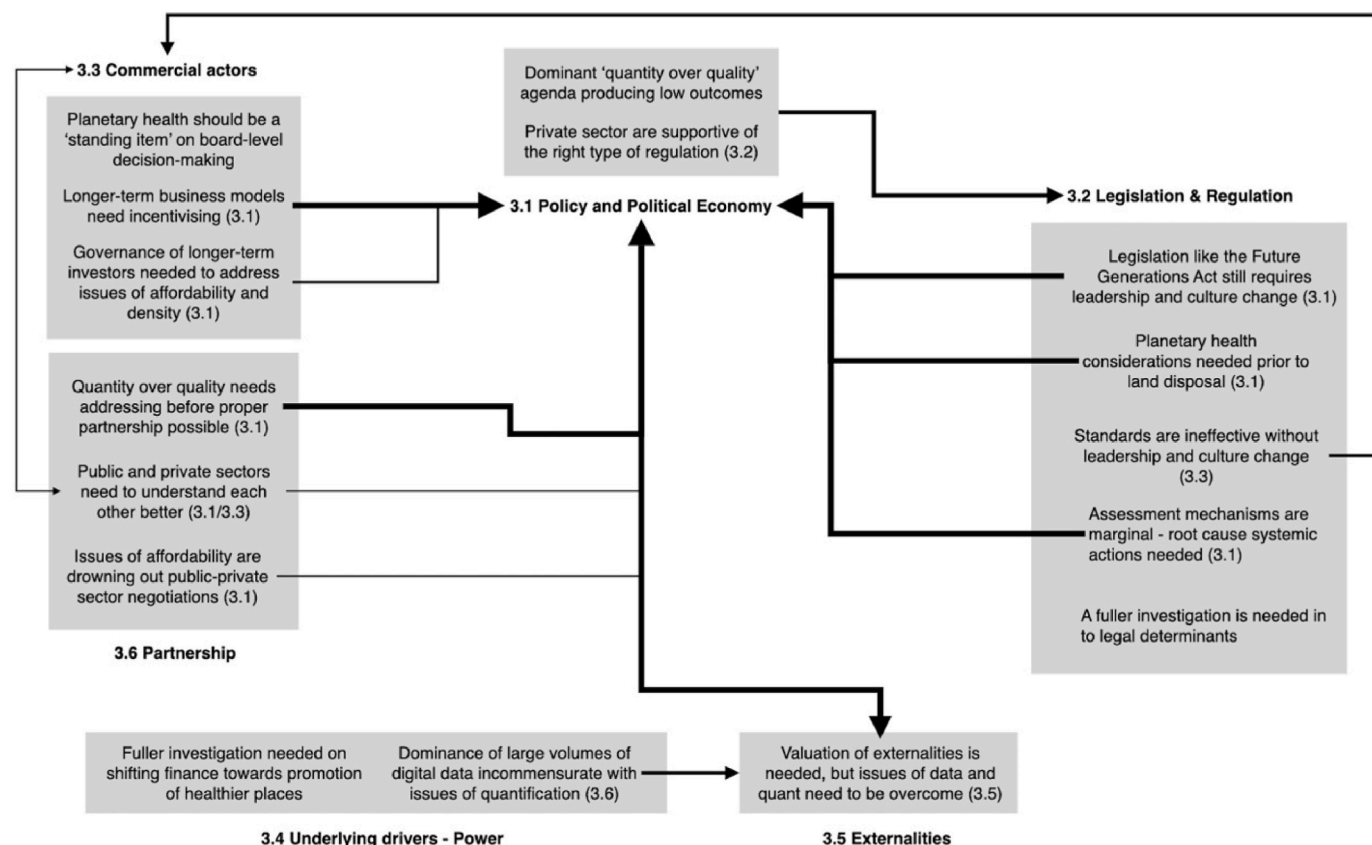 3.3 Commercial actors
Planetary health should be a
‘standing item’ on board-level
decision-making
Longer-term business models
need incentivising (3.1)
Governance of longer-term
investors needed to address
issues of affordability and
density (3.1)
Dominant ‘quantity over quality’
agenda producing low outcomes
Private sector are supportive of
the right type of regulation (3.2)
3.1 Policy and Political Economy
3.2 Legislation & Regulation
Legislation like the Future
Generations Act still requires
leadership and culture change (3.1)
Planetary health
considerations needed prior to
land disposal (3.1)
Standards are ineffective without
leadership and culture change
(3.3)
Assessment mechanisms are
marginal - root cause systemic
actions needed (3.1)
A fuller investigation is needed in
to legal determinants
Quantity over quality needs
addressing before proper
partnership possible (3.1)
Public and private sectors
need to understand each
other better (3.1/3.3)
Issues of affordability are
drowning out public-private
sector negotiations (3.1)
3.6 Partnership
Fuller investigation needed on
shifting finance towards promotion
of healthier places
Dominance of large volumes of
digital data incommensurate with
issues of quantification (3.6)
3.4 Underlying drivers - Power
Valuation of externalities is
needed, but issues of data and
quant need to be overcome (3.5)
3.5 Externalities